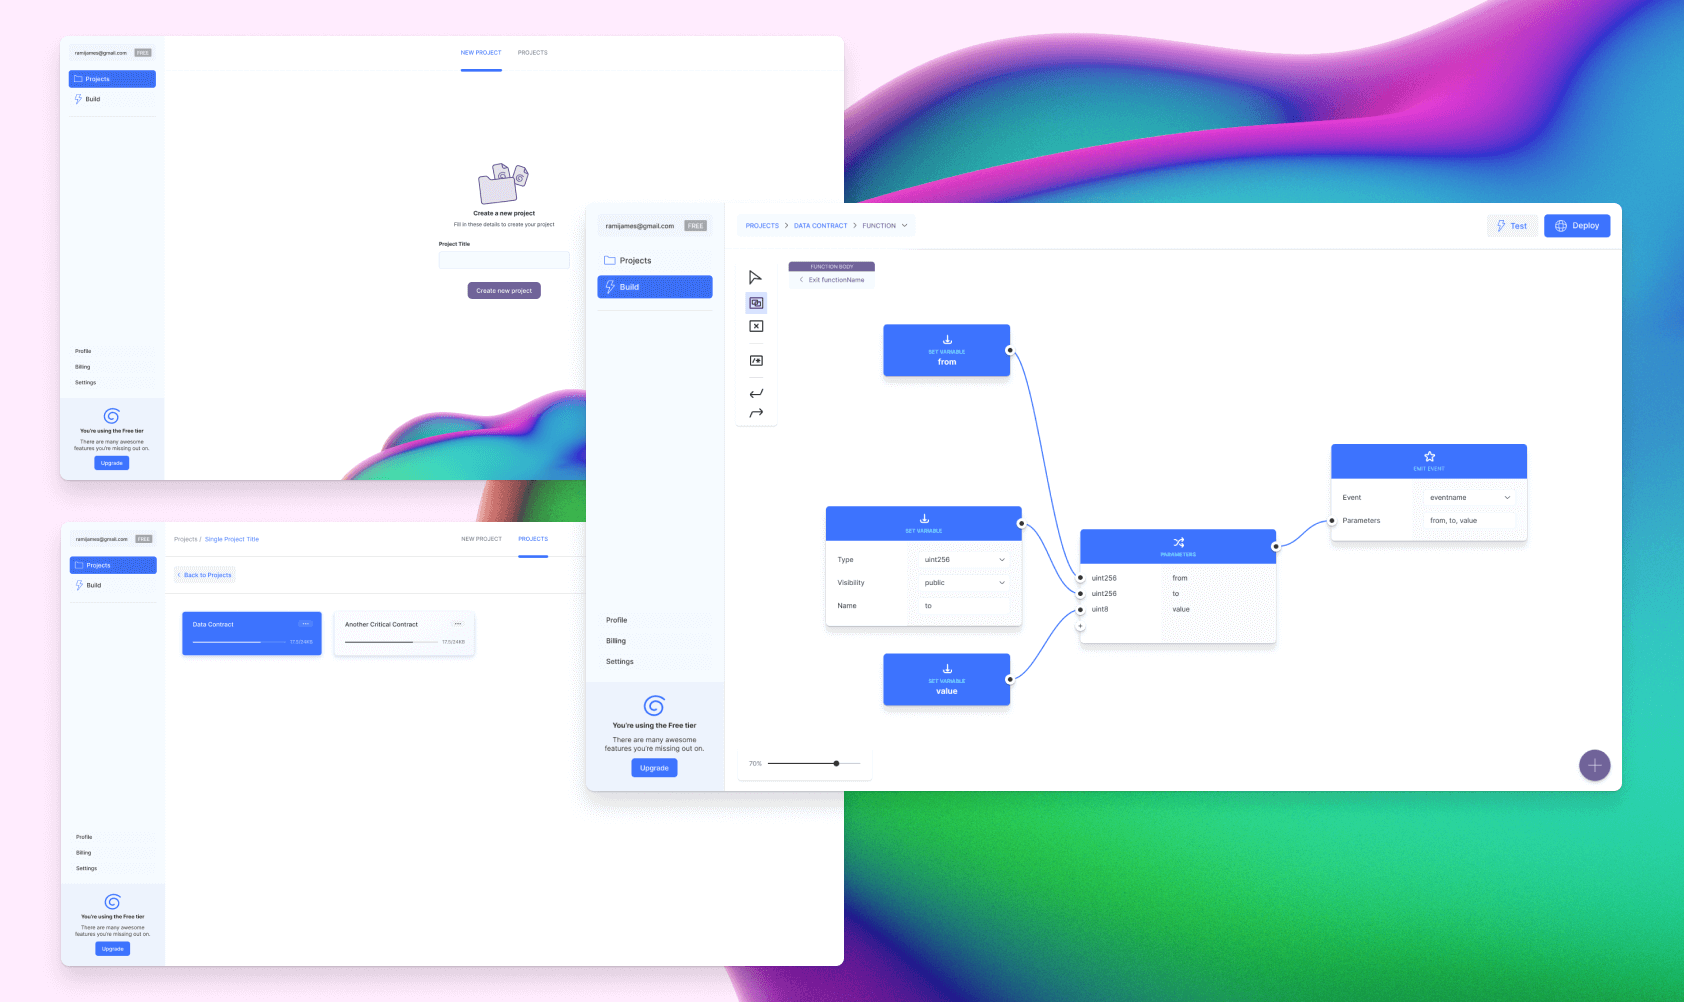 ramijames@gmail.com FREE
Projects
Build
NEW PROJECT PROJECTS
Create a new project
Fill in these details to create your project
Project Title
Create new project
Profile
Billing
Settings
You're using the Free tier
There are many awesome
features you're missing out on.
Upgrade
ramijames@gmail.com FREE
Projects
Build
Projects / Single Project Title
NEW PROJECT PROJECTS
< Back to Projects
Data Contract
17.5/24KB
Another Critical Contract
17.5/24KB
Profile
Billing
Settings
You're using the Free tier
There are many awesome
features you're missing out on.
Upgrade
ramijames@gmail.com FREE
Projects
Build
PROJECTS > DATA CONTRACT > FUNCTION
Test
Deploy
FUNCTION BODY
< Exit functionName
SET VARIABLE
from
SET VARIABLE
Type uint256
Visibility public
Name to
SET VARIABLE
value
PARAMETERS
uint256 from
uint256 to
uint8 value
+
EMIT EVENT
Event eventname
Parameters from, to, value
70%
Profile
Billing
Settings
You're using the Free tier
There are many awesome
features you're missing out on.
Upgrade